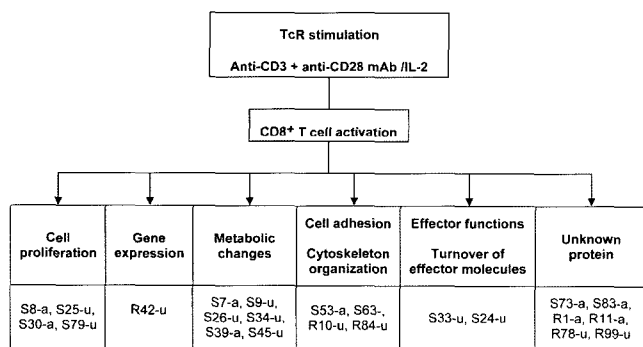 TcR stimulation
Anti-CD3 + anti-CD28 mAb /IL-2
CD8+ T cell activation
Cell
proliferation
Gene
expression
Metabolic
changes
Cell adhesion
Cytoskeleton
organization
Effector functions
Turnover of
effector molecules
Unknown
protein
S8-a, S25-u,
S30-a, S79-u
R42-u
S7-a, S9-u,
S26-u, S34-u,
S39-a, S45-u
S53-a, S63-,
R10-u, R84-u
S33-u, S24-u
S73-a, S83-a,
R1-a, R11-a,
R78-u, R99-u